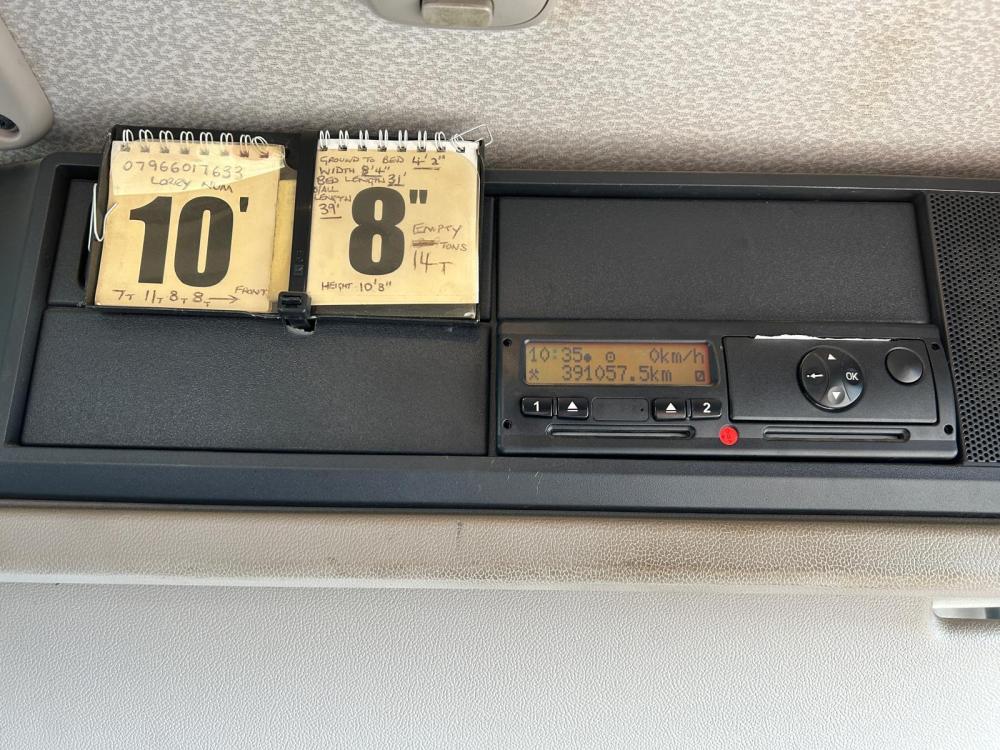 07966017633
LORRY NUM
10'
7T 11T 8T 8T → FRONT
GROUND TO BED 4'2"
WIDTH 8'4"
BED LENGTH 31'
O/ALL
LENGTH
39'
8"
EMPTY
TONS
14T
HEIGHT 10'8"
10:35 0km/h
391057.5km
1
2
OK